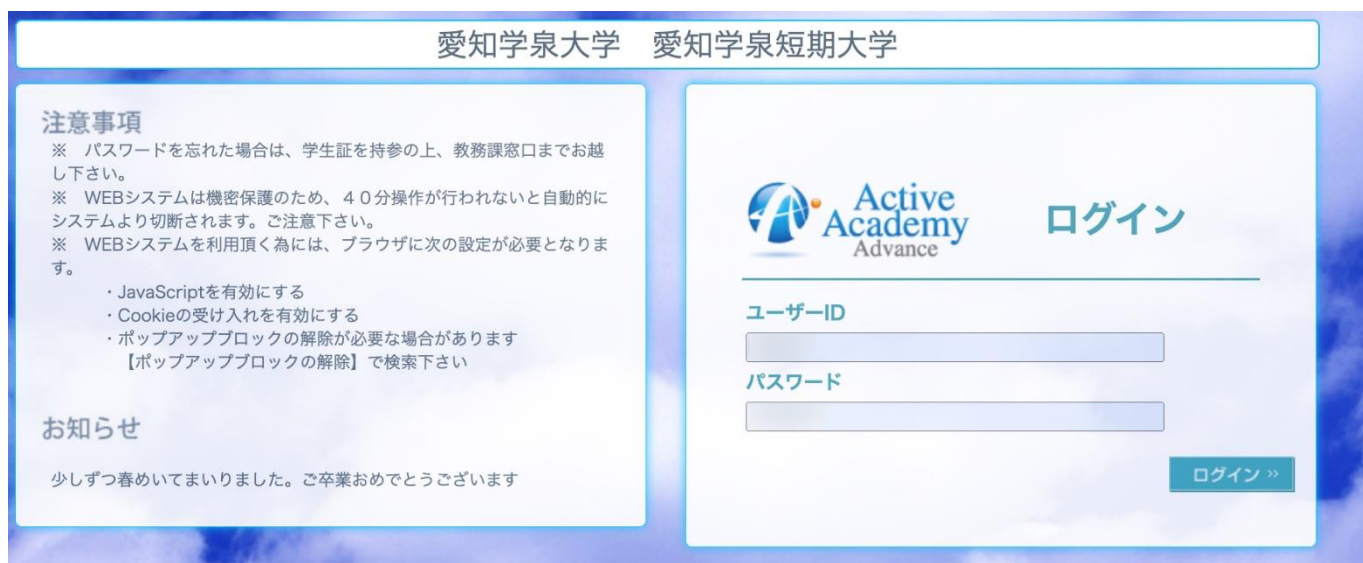 愛知学泉大学　愛知学泉短期大学
注意事項
※　パスワードを忘れた場合は、学生証を持参の上、教務課窓口までお越
し下さい。
※　WEBシステムは機密保護のため、４０分操作が行われないと自動的に
システムより切断されます。ご注意下さい。
※　WEBシステムを利用頂く為には、ブラウザに次の設定が必要となりま
す。
・JavaScriptを有効にする
・Cookieの受け入れを有効にする
・ポップアップブロックの解除が必要な場合があります
【ポップアップブロックの解除】で検索下さい
お知らせ
少しずつ春めいてまいりました。ご卒業おめでとうございます
Active
Academy
Advance
ログイン
ユーザーID
パスワード
ログイン »